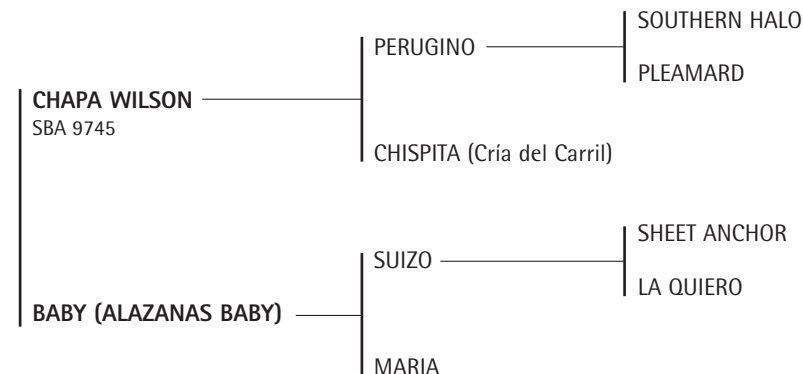 SOUTHERN HALO
PERUGINO
PLEAMARD
CHAPA WILSON
SBA 9745
CHISPITA (Cría del Carril)
SHEET ANCHOR
SUIZO
LA QUIERO
BABY (ALAZANAS BABY)
MARIA